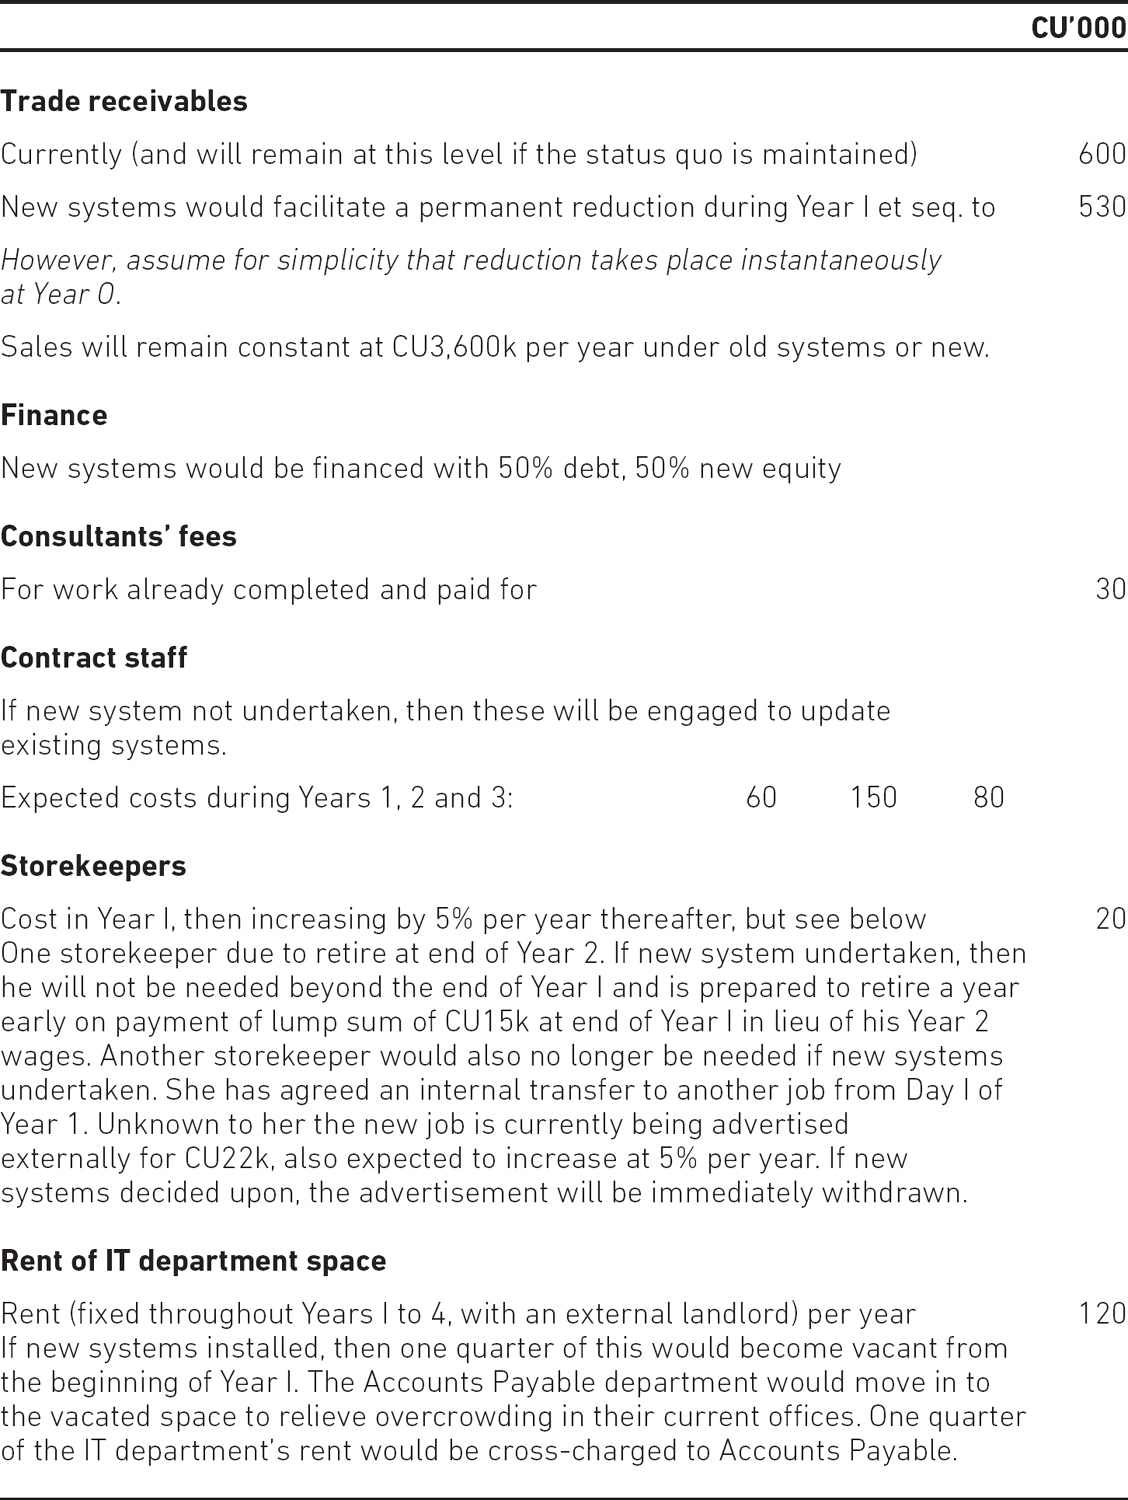 CU’000
Trade receivables
Currently (and will remain at this level if the status quo is maintained) 600
New systems would facilitate a permanent reduction during Year I et seq. to 530
However, assume for simplicity that reduction takes place instantaneously
at Year 0.
Sales will remain constant at CU3,600k per year under old systems or new.
Finance
New systems would be financed with 50% debt, 50% new equity
Consultants’ fees
For work already completed and paid for 30
Contract staff
If new system not undertaken, then these will be engaged to update
existing systems.
Expected costs during Years 1, 2 and 3: 60 150 80
Storekeepers
Cost in Year I, then increasing by 5% per year thereafter, but see below 20
One storekeeper due to retire at end of Year 2. If new system undertaken, then
he will not be needed beyond the end of Year I and is prepared to retire a year
early on payment of lump sum of CU15k at end of Year I in lieu of his Year 2
wages. Another storekeeper would also no longer be needed if new systems
undertaken. She has agreed an internal transfer to another job from Day I of
Year 1. Unknown to her the new job is currently being advertised
externally for CU22k, also expected to increase at 5% per year. If new
systems decided upon, the advertisement will be immediately withdrawn.
Rent of IT department space
Rent (fixed throughout Years I to 4, with an external landlord) per year 120
If new systems installed, then one quarter of this would become vacant from
the beginning of Year I. The Accounts Payable department would move in to
the vacated space to relieve overcrowding in their current offices. One quarter
of the IT department’s rent would be cross-charged to Accounts Payable.